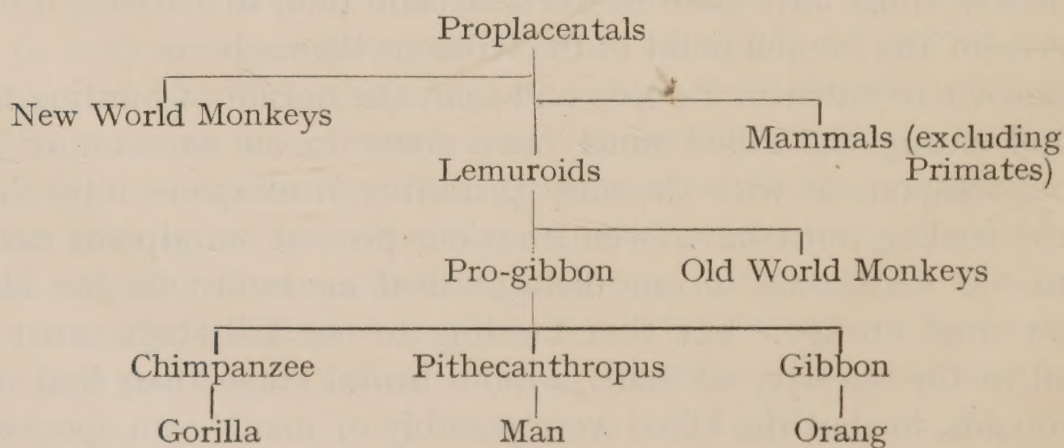 Proplacentals
New World Monkeys
Mammals (excluding
Primates)
Lemuroids
Pro-gibbon
Old World Monkeys
Chimpanzee
Pithecanthropus
Gibbon
Gorilla
Man
Orang